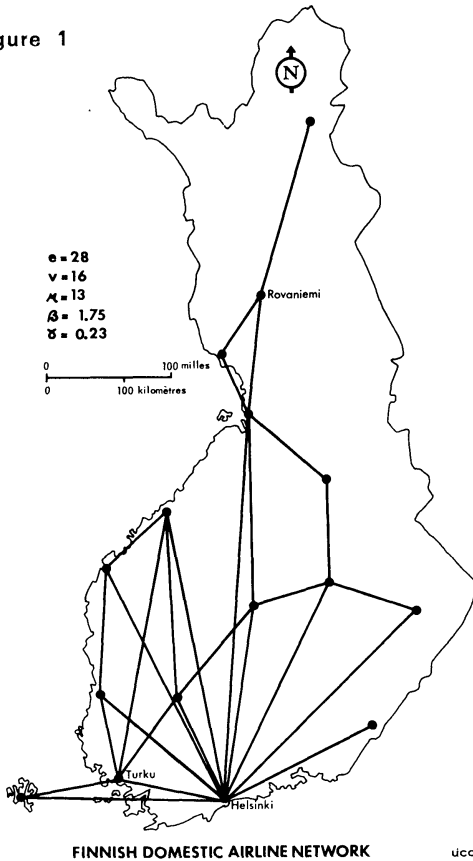 gure 1
N
e = 28
v = 16
μ = 13
β = 1.75
γ = 0.23
0 100 milles
0 100 kilomètres
Rovaniemi
Turku
Helsinki
FINNISH DOMESTIC AIRLINE NETWORK
ucc